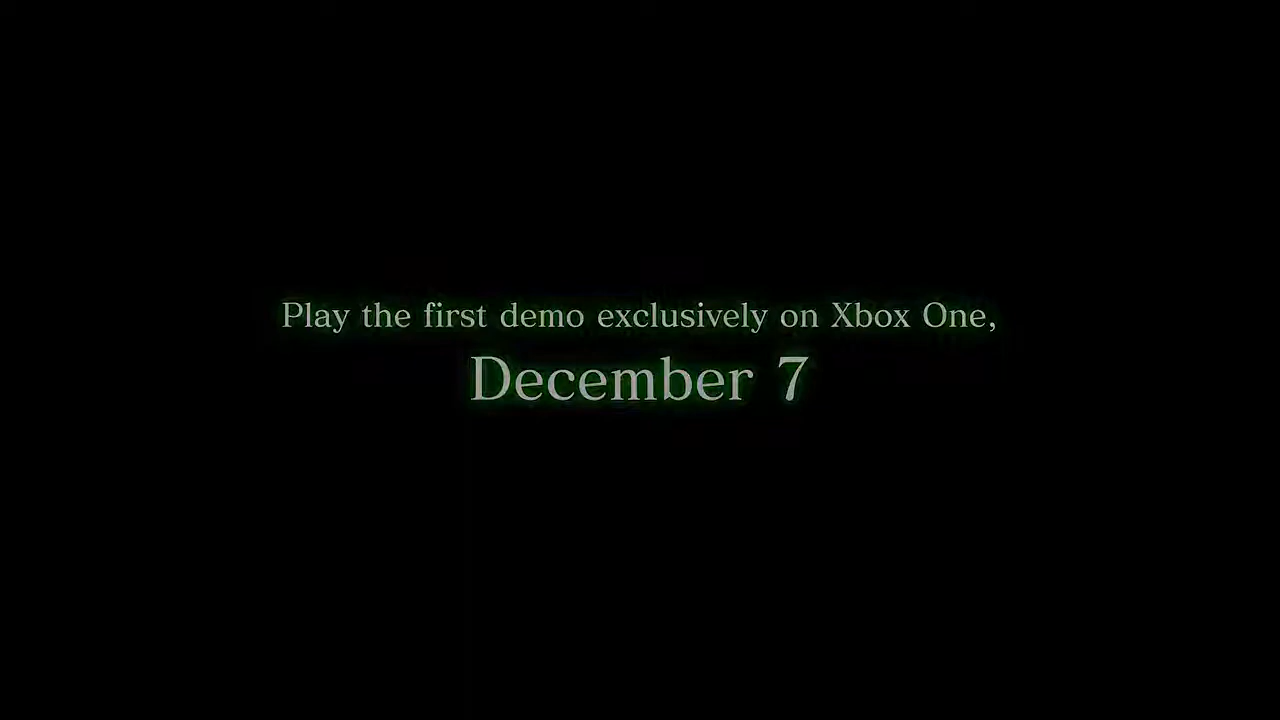 Play the first demo exclusively on Xbox One,
December 7